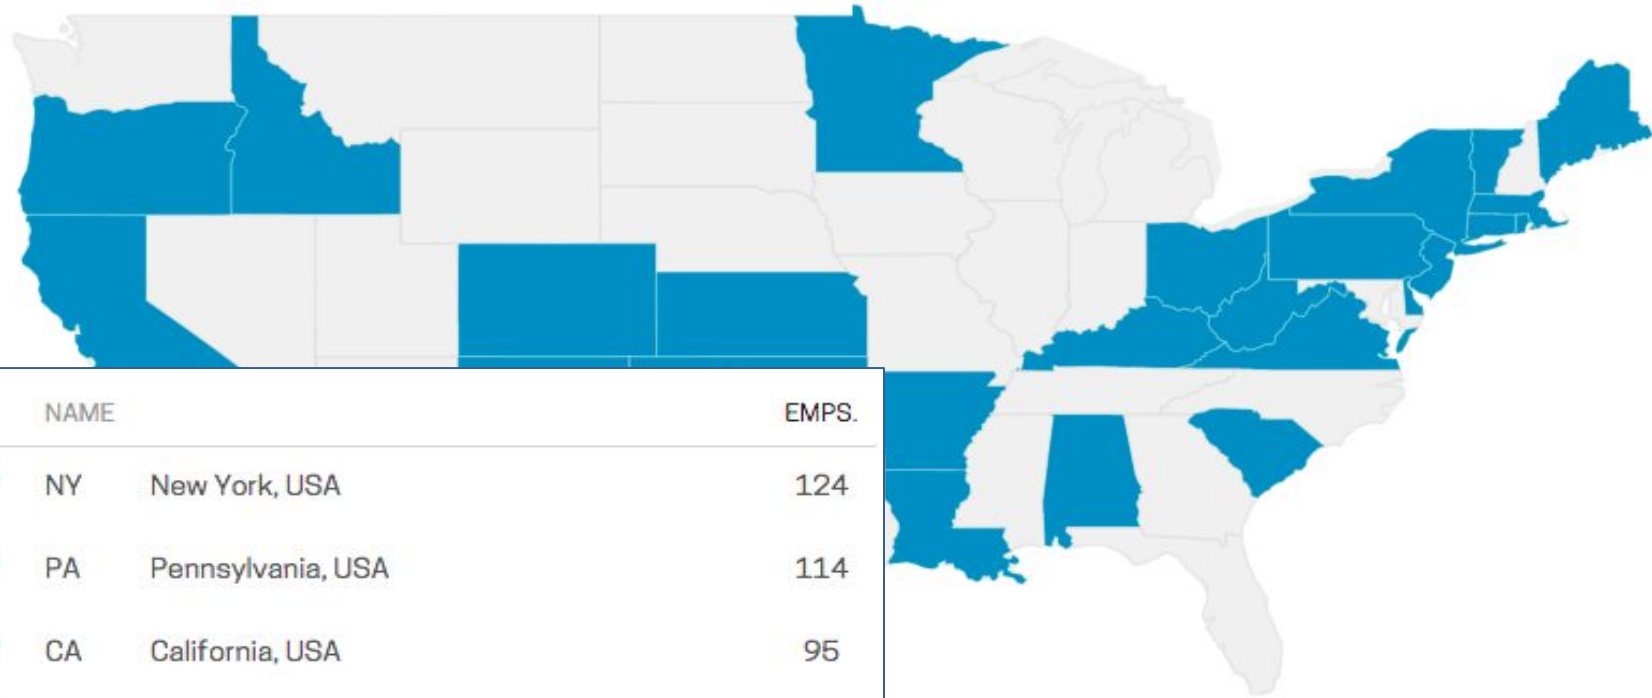 NAME EMPS.
NY New York, USA 124
PA Pennsylvania, USA 114
CA California, USA 95